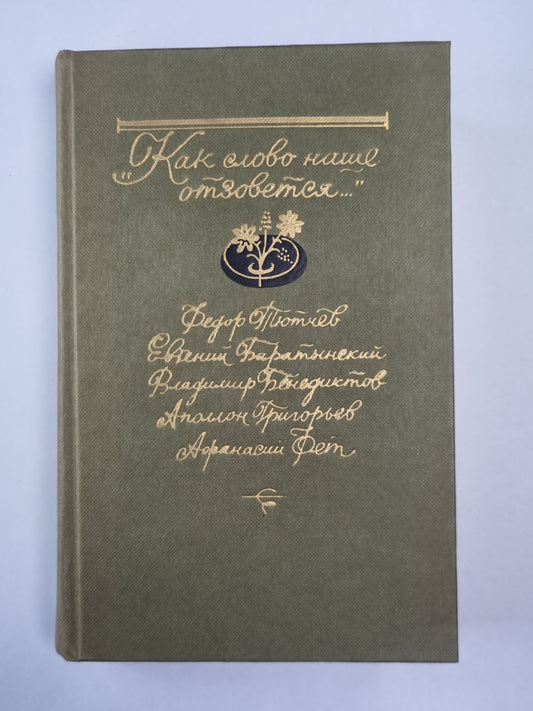 „Как слово наше
отзовется..."
Федор Тютчев
Евгений Баратынский
Владимир Бенедиктов
Аполлон Григорьев
Афанасий Фет